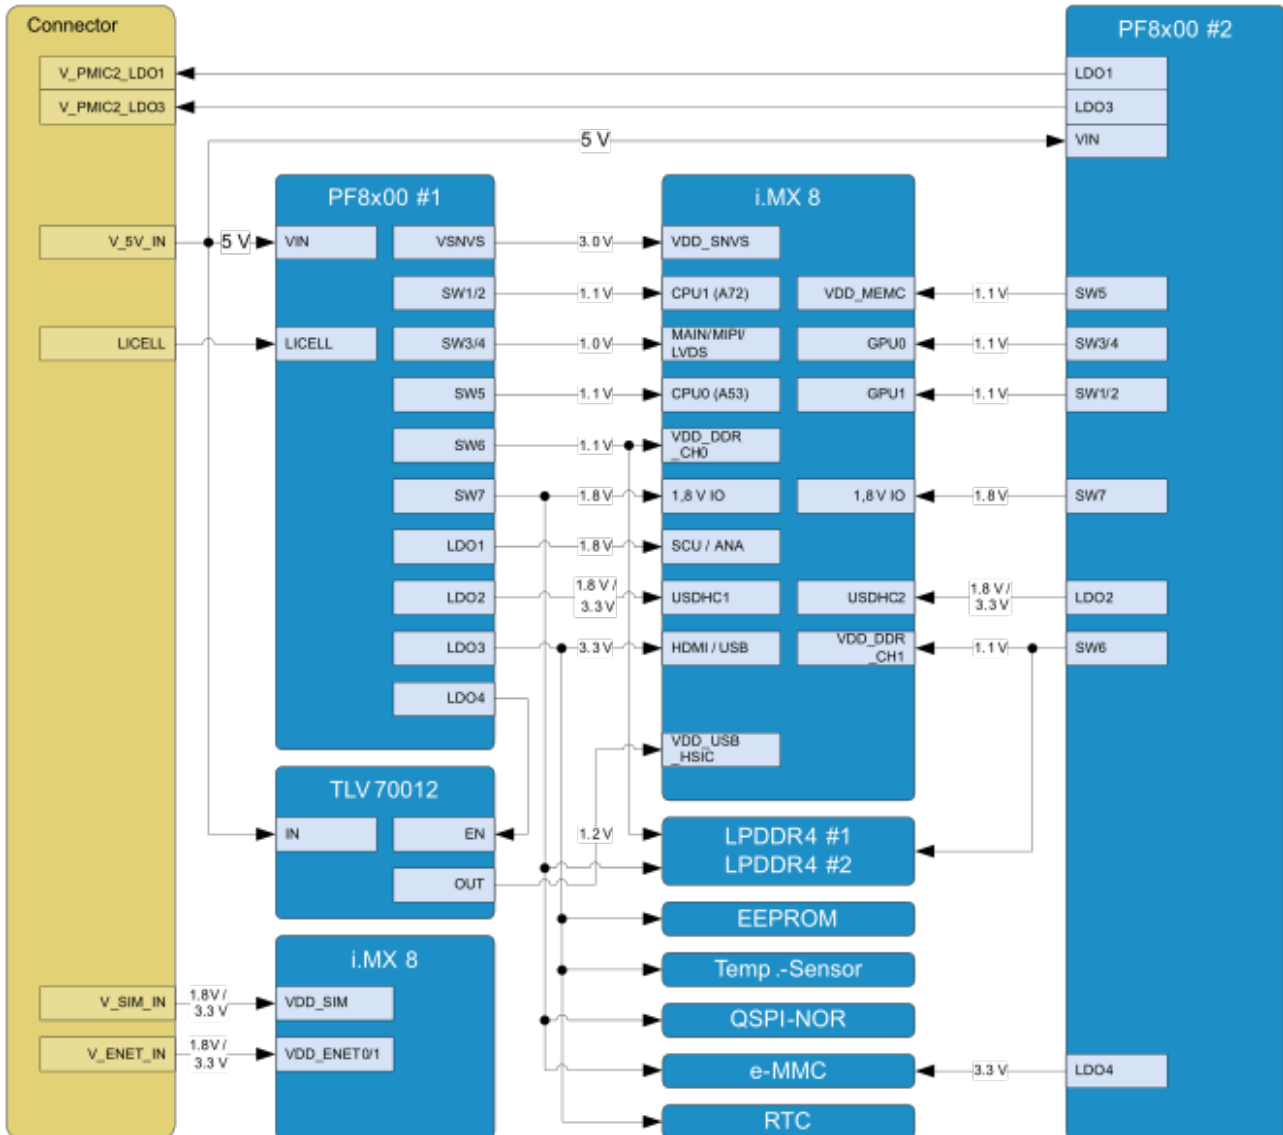 Connector
V_PMIC2_LDO1
V_PMIC2_LDO3
V_5V_IN
LICELL
V_SIM_IN
V_ENET_IN
5 V
5 V
1.8V /
3.3 V
1.8V /
3.3 V
PF8x00 #1
VIN
LICELL
VSNVS
SW1/2
SW3/4
SW5
SW6
SW7
LDO1
LDO2
LDO3
LDO4
TLV 70012
IN
EN
OUT
i.MX 8
VDD_SIM
VDD_ENET0/1
3.0 V
1.1 V
1.0 V
1.1 V
1.1 V
1.8 V
1.8 V
1.8 V /
3.3 V
3.3 V
1.2 V
i.MX 8
VDD_SNVS
CPU1 (A72)
MAIN/MIPI/
LVDS
CPU0 (A53)
VDD_DDR
_CH0
1,8 V IO
SCU / ANA
USDHC1
HDMI / USB
VDD_USB
_HSIC
VDD_MEMC
GPU0
GPU1
1,8 V IO
USDHC2
VDD_DDR
_CH1
LPDDR4 #1
LPDDR4 #2
EEPROM
Temp .-Sensor
QSPI-NOR
e-MMC
RTC
1.1 V
1.1 V
1.1 V
1.8 V
1.8 V /
3.3 V
1.1 V
3.3 V
PF8x00 #2
LDO1
LDO3
VIN
SW5
SW3/4
SW1/2
SW7
LDO2
SW6
LDO4